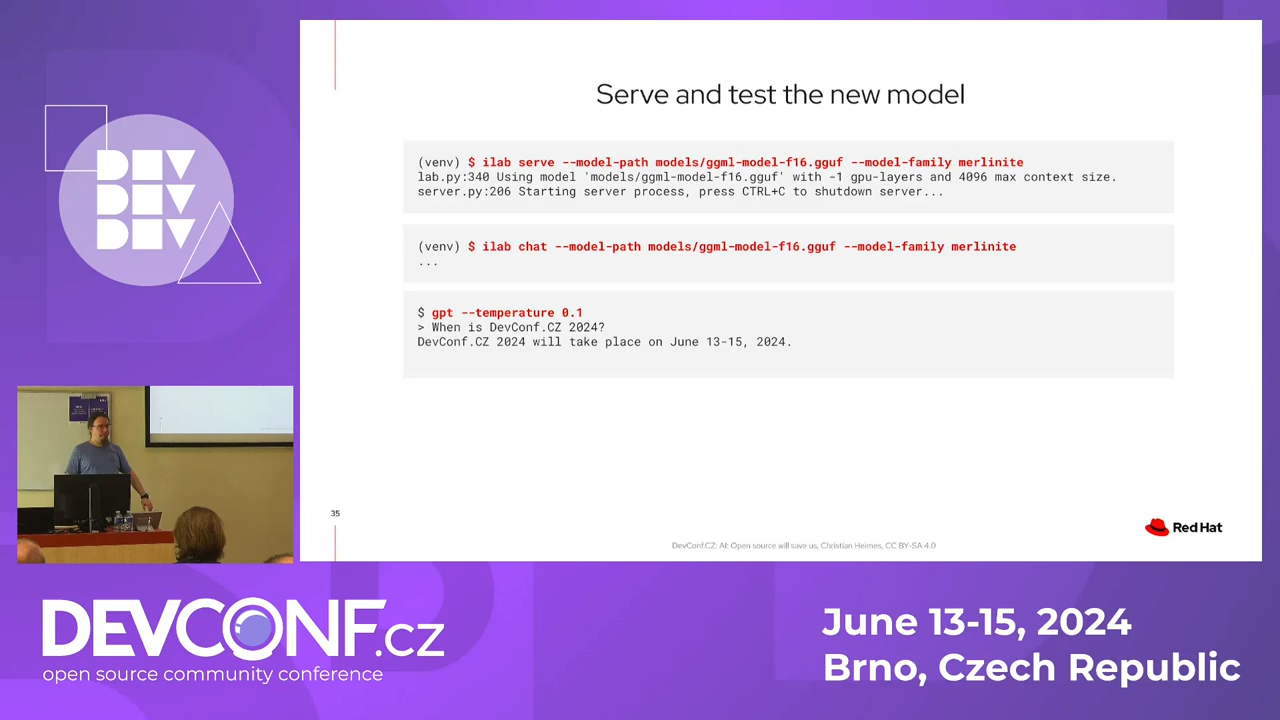 DEV
DEV
DEV
Serve and test the new model
(venv) $ ilab serve --model-path models/ggml-model-f16.gguf --model-family merlinite
lab.py:340 Using model 'models/ggml-model-f16.gguf' with -1 gpu-layers and 4096 max context size.
server.py:206 Starting server process, press CTRL+C to shutdown server...
(venv) $ ilab chat --model-path models/ggml-model-f16.gguf --model-family merlinite
...
$ gpt --temperature 0.1
> When is DevConf.CZ 2024?
DevConf.CZ 2024 will take place on June 13-15, 2024.
35
Red Hat
DevConf.CZ: AI: Open source will save us, Christian Heimes, CC BY-SA 4.0
DEVCONF.cz
open source community conference
June 13-15, 2024
Brno, Czech Republic